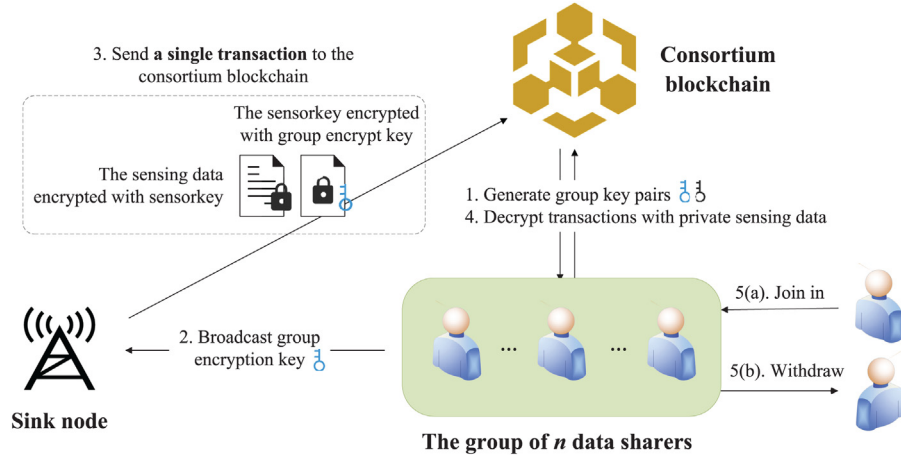 3. Send a single transaction to the
consortium blockchain
The sensorkey encrypted
with group encrypt key
The sensing data
encrypted with sensorkey
Consortium
blockchain
1. Generate group key pairs
4. Decrypt transactions with private sensing data
5(a). Join in
2. Broadcast group
encryption key
5(b). Withdraw
... ...
Sink node
The group of n data sharers